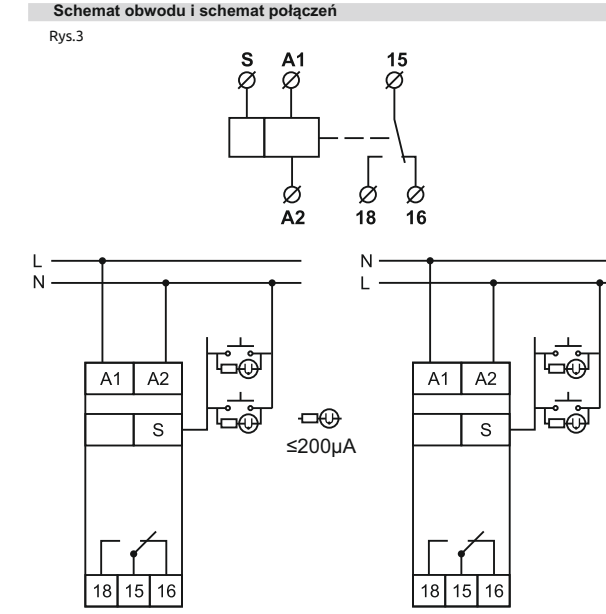 Schemat obwodu i schemat połączeń
Rys.3
S A1 15
A2 18 16
L
N
A1 A2
S
18 15 16
≤200µA
N
L
A1 A2
S
18 15 16